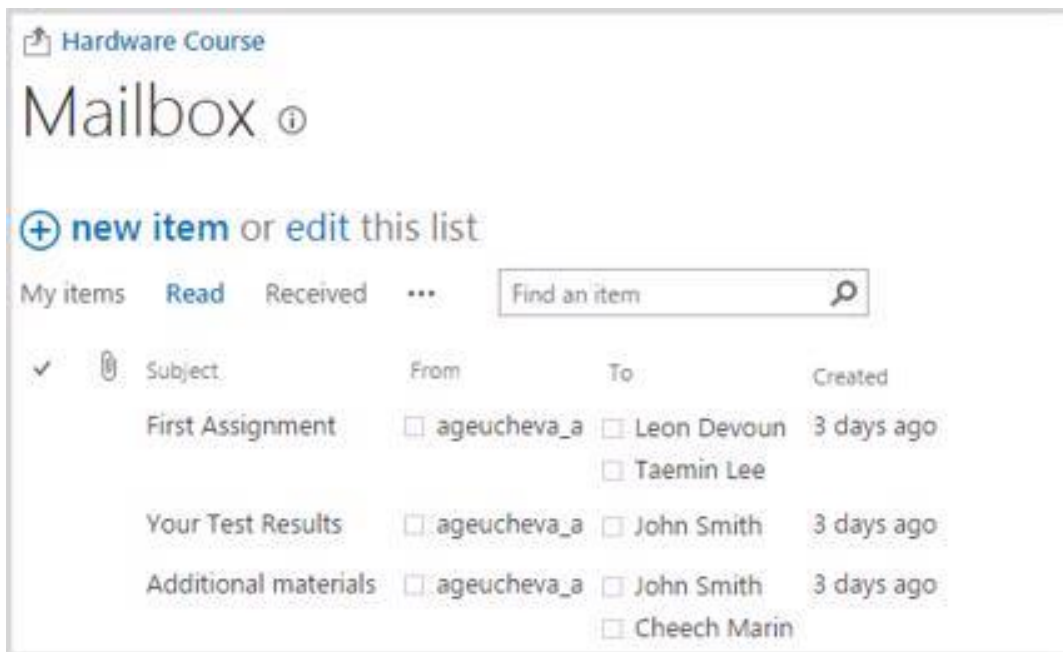 Hardware Course
Mailbox
new item or edit this list
My items Read Received ... Find an item
Subject From To Created
First Assignment ageucheva_a Leon Devoun 3 days ago
Taemin Lee
Your Test Results ageucheva_a John Smith 3 days ago
Additional materials ageucheva_a John Smith 3 days ago
Cheech Marin